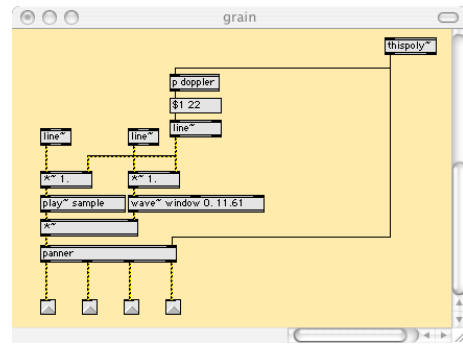 grain
thispoly~
p doppler
$1 22
line~ line~ line~
*~ 1. *~ 1.
play~ sample wave~ window 0. 11.61
*~
panner